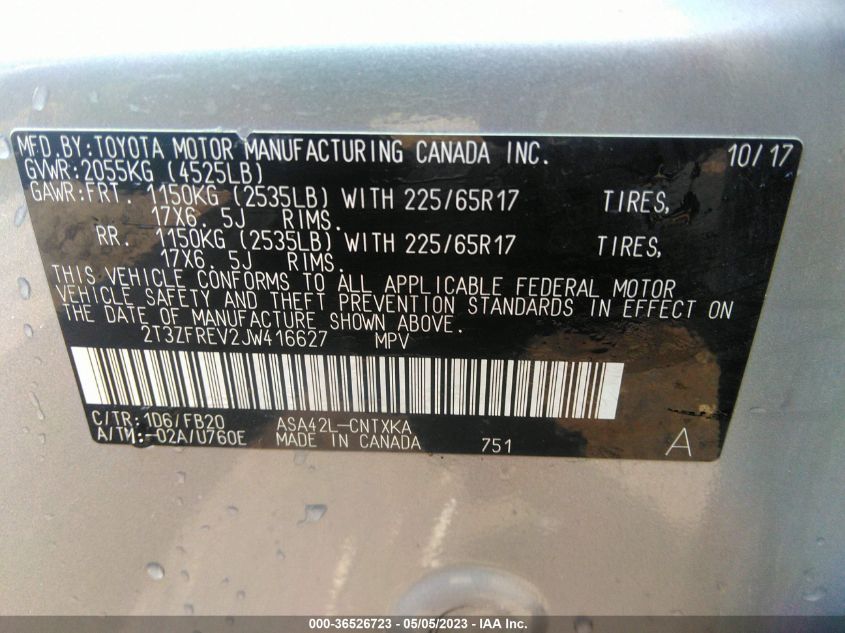 MFD.BY:TOYOTA MOTOR MANUFACTURING CANADA INC. 10/17
GVWR:2055KG (4525LB)
GAWR:FRT. 1150KG (2535LB) WITH 225/65R17 TIRES,
17X6. 5J RIMS.
RR. 1150KG (2535LB) WITH 225/65R17 TIRES,
17X6. 5J RIMS.
THIS VEHICLE CONFORMS TO ALL APPLICABLE FEDERAL MOTOR
VEHICLE SAFETY AND THEFT PREVENTION STANDARDS IN EFFECT ON
THE DATE OF MANUFACTURE SHOWN ABOVE.
2T3ZFREV2JW416627 MPV
C/TR:1D6/FB20 ASA42L-CNTXKA
A/TM:-02A/U760E MADE IN CANADA 751 A
000-36526723 — 05/05/2023 — IAA Inc.